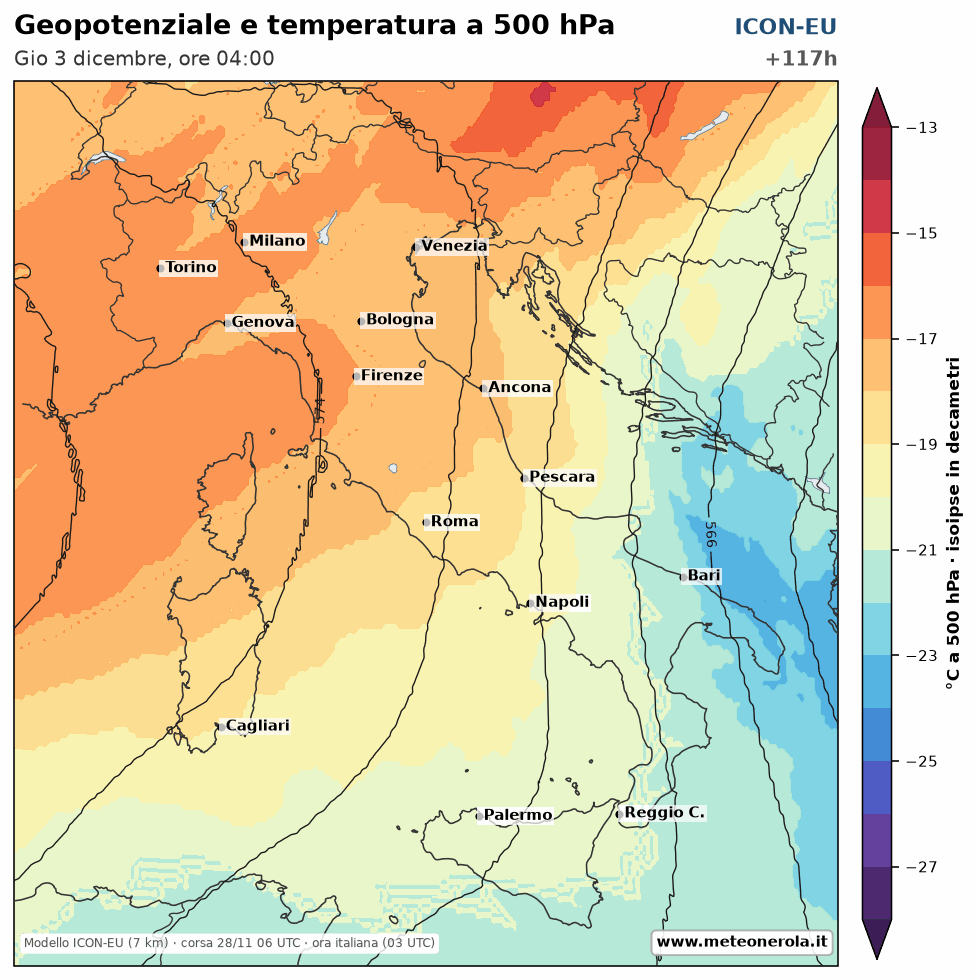 Geopotenziale e temperatura a 500 hPa
ICON-EU
Gio 3 dicembre, ore 04:00
+117h
Milano
Venezia
Torino
Genova
Bologna
Firenze
Ancona
574
Pescara
Roma
566
Bari
Napoli
Cagliari
Palermo
Reggio C.
−13
−15
−17
−19
−21
−23
−25
−27
°C a 500 hPa · isoipse in decametri
Modello ICON-EU (7 km) · corsa 28/11 06 UTC · ora italiana (03 UTC)
www.meteonerola.it